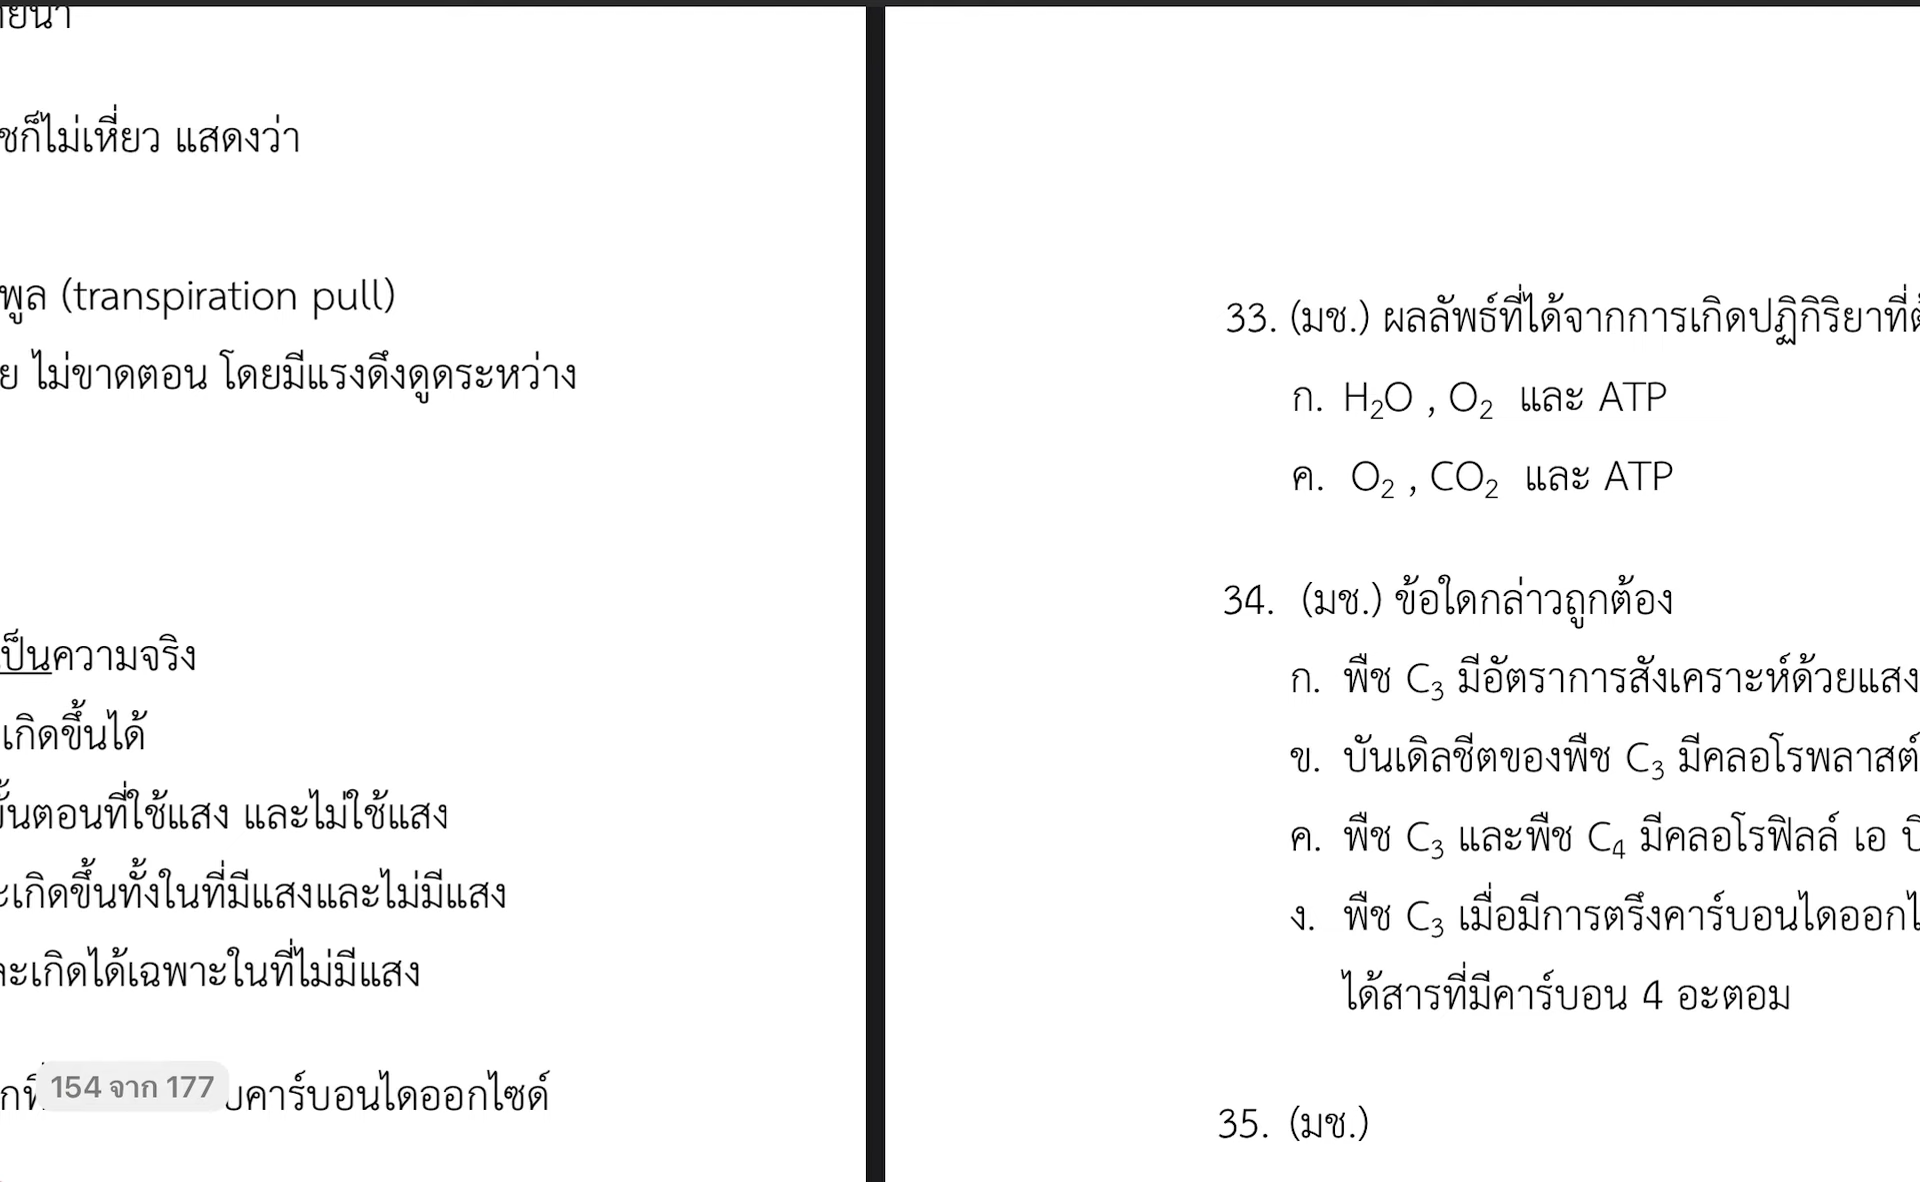 ชก็ไม่เหี่ยว แสดงว่า
พูล (transpiration pull)
ย ไม่ขาดตอน โดยมีแรงดึงดูดระหว่าง
ป็นความจริง
เกิดขึ้นได้
ขั้นตอนที่ใช้แสง และไม่ใช้แสง
ะเกิดขึ้นทั้งในที่มีแสงและไม่มีแสง
ละเกิดได้เฉพาะในที่ไม่มีแสง
154 จาก 177
บคาร์บอนไดออกไซด์
33. (มช.) ผลลัพธ์ที่ได้จากการเกิดปฏิกิริยาที่
ก. H₂O , O₂ และ ATP
ค. O₂ , CO₂ และ ATP
34. (มช.) ข้อใดกล่าวถูกต้อง
ก. พืช C₃ มีอัตราการสังเคราะห์ด้วยแสง
ข. บันเดิลชีตของพืช C₃ มีคลอโรพลาสต์
ค. พืช C₃ และพืช C₄ มีคลอโรฟิลล์ เอ
ง. พืช C₃ เมื่อมีการตรึงคาร์บอนไดออก
ได้สารที่มีคาร์บอน 4 อะตอม
35. (มช.)